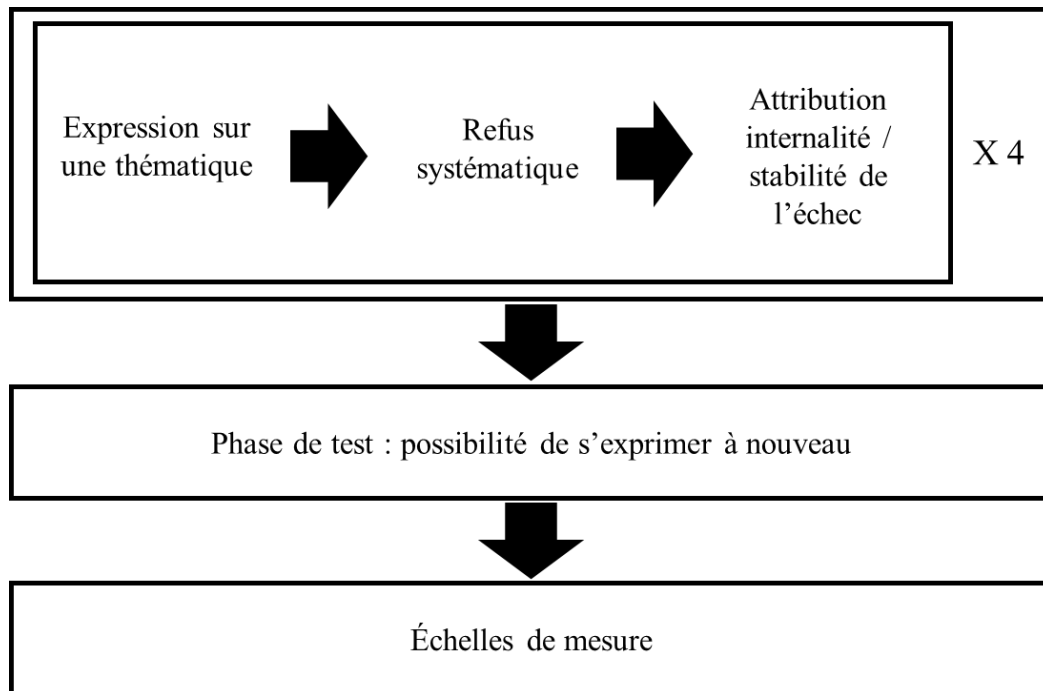 Expression sur
une thématique
Refus
systématique
Attribution
internalité /
stabilité de
l’échec
X 4
Phase de test : possibilité de s’exprimer à nouveau
Échelles de mesure